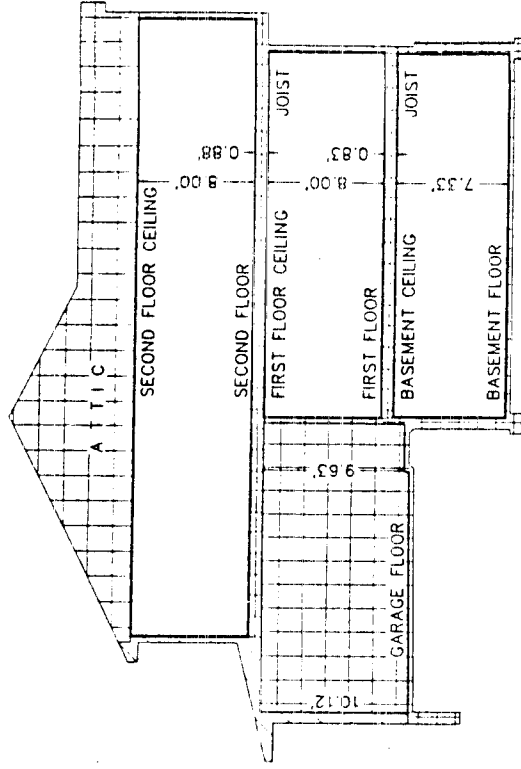 ATTIC
SECOND FLOOR CEILING
8.00'
SECOND FLOOR
0.88'
JOIST
FIRST FLOOR CEILING
8.00'
FIRST FLOOR
0.83'
JOIST
BASEMENT CEILING
7.33'
BASEMENT FLOOR
9.63'
GARAGE FLOOR
10.12'